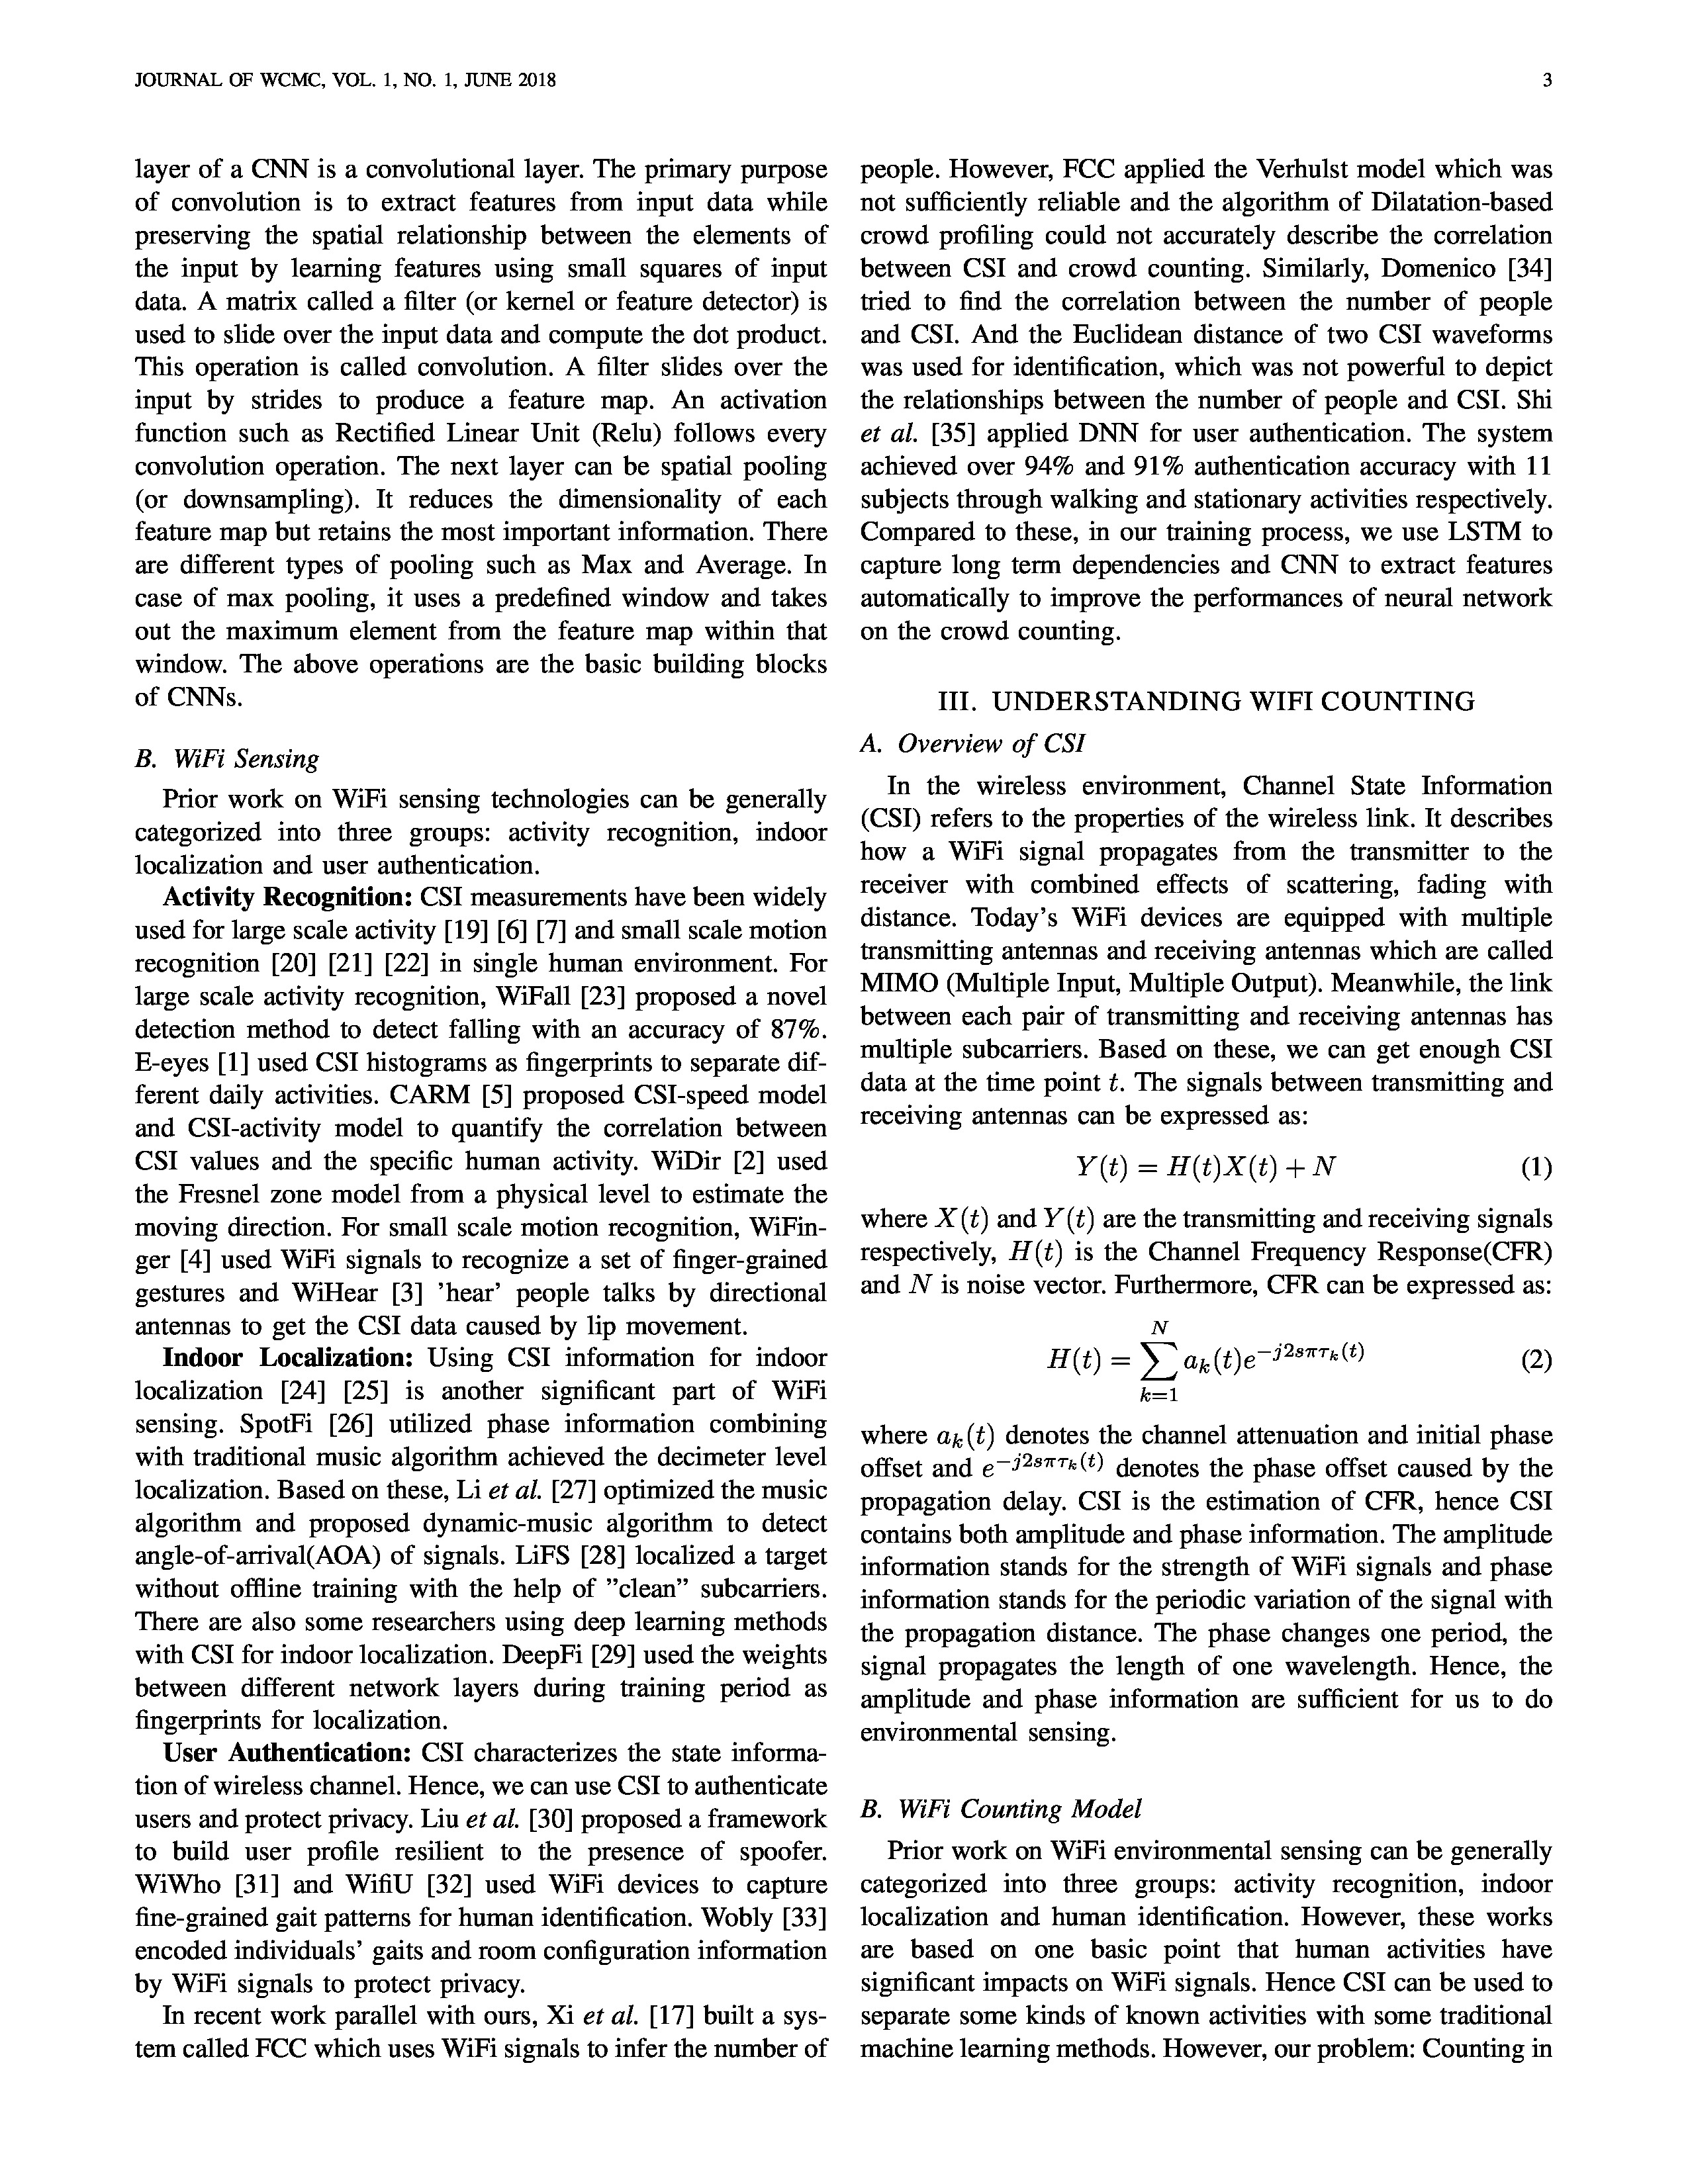 JOURNAL OF WCMC, VOL. 1, NO. 1, JUNE 2018 3
layer of a CNN is a convolutional layer. The primary purpose
of convolution is to extract features from input data while
preserving the spatial relationship between the elements of
the input by learning features using small squares of input
data. A matrix called a filter (or kernel or feature detector) is
used to slide over the input data and compute the dot product.
This operation is called convolution. A filter slides over the
input by strides to produce a feature map. An activation
function such as Rectified Linear Unit (Relu) follows every
convolution operation. The next layer can be spatial pooling
(or downsampling). It reduces the dimensionality of each
feature map but retains the most important information. There
are different types of pooling such as Max and Average. In
case of max pooling, it uses a predefined window and takes
out the maximum element from the feature map within that
window. The above operations are the basic building blocks
of CNNs.
B. WiFi Sensing
Prior work on WiFi sensing technologies can be generally
categorized into three groups: activity recognition, indoor
localization and user authentication.
Activity Recognition: CSI measurements have been widely
used for large scale activity [19] [6] [7] and small scale motion
recognition [20] [21] [22] in single human environment. For
large scale activity recognition, WiFall [23] proposed a novel
detection method to detect falling with an accuracy of 87%.
E-eyes [1] used CSI histograms as fingerprints to separate dif-
ferent daily activities. CARM [5] proposed CSI-speed model
and CSI-activity model to quantify the correlation between
CSI values and the specific human activity. WiDir [2] used
the Fresnel zone model from a physical level to estimate the
moving direction. For small scale motion recognition, WiFin-
ger [4] used WiFi signals to recognize a set of finger-grained
gestures and WiHear [3] ’hear’ people talks by directional
antennas to get the CSI data caused by lip movement.
Indoor Localization: Using CSI information for indoor
localization [24] [25] is another significant part of WiFi
sensing. SpotFi [26] utilized phase information combining
with traditional music algorithm achieved the decimeter level
localization. Based on these, Li et al. [27] optimized the music
algorithm and proposed dynamic-music algorithm to detect
angle-of-arrival(AOA) of signals. LiFS [28] localized a target
without offline training with the help of ”clean” subcarriers.
There are also some researchers using deep learning methods
with CSI for indoor localization. DeepFi [29] used the weights
between different network layers during training period as
fingerprints for localization.
User Authentication: CSI characterizes the state informa-
tion of wireless channel. Hence, we can use CSI to authenticate
users and protect privacy. Liu et al. [30] proposed a framework
to build user profile resilient to the presence of spoofer.
WiWho [31] and WifiU [32] used WiFi devices to capture
fine-grained gait patterns for human identification. Wobly [33]
encoded individuals’ gaits and room configuration information
by WiFi signals to protect privacy.
In recent work parallel with ours, Xi et al. [17] built a sys-
tem called FCC which uses WiFi signals to infer the number of
people. However, FCC applied the Verhulst model which was
not sufficiently reliable and the algorithm of Dilatation-based
crowd profiling could not accurately describe the correlation
between CSI and crowd counting. Similarly, Domenico [34]
tried to find the correlation between the number of people
and CSI. And the Euclidean distance of two CSI waveforms
was used for identification, which was not powerful to depict
the relationships between the number of people and CSI. Shi
et al. [35] applied DNN for user authentication. The system
achieved over 94% and 91% authentication accuracy with 11
subjects through walking and stationary activities respectively.
Compared to these, in our training process, we use LSTM to
capture long term dependencies and CNN to extract features
automatically to improve the performances of neural network
on the crowd counting.
III. UNDERSTANDING WIFI COUNTING
A. Overview of CSI
In the wireless environment, Channel State Information
(CSI) refers to the properties of the wireless link. It describes
how a WiFi signal propagates from the transmitter to the
receiver with combined effects of scattering, fading with
distance. Today’s WiFi devices are equipped with multiple
transmitting antennas and receiving antennas which are called
MIMO (Multiple Input, Multiple Output). Meanwhile, the link
between each pair of transmitting and receiving antennas has
multiple subcarriers. Based on these, we can get enough CSI
data at the time point t. The signals between transmitting and
receiving antennas can be expressed as:
Y(t) = H(t)X(t) + N (1)
where X(t) and Y(t) are the transmitting and receiving signals
respectively, H(t) is the Channel Frequency Response(CFR)
and N is noise vector. Furthermore, CFR can be expressed as:
H(t) = ∑_{k=1}^{N} a_k(t)e^{−j2sπτ_k(t)} (2)
where a_k(t) denotes the channel attenuation and initial phase
offset and e^{−j2sπτ_k(t)} denotes the phase offset caused by the
propagation delay. CSI is the estimation of CFR, hence CSI
contains both amplitude and phase information. The amplitude
information stands for the strength of WiFi signals and phase
information stands for the periodic variation of the signal with
the propagation distance. The phase changes one period, the
signal propagates the length of one wavelength. Hence, the
amplitude and phase information are sufficient for us to do
environmental sensing.
B. WiFi Counting Model
Prior work on WiFi environmental sensing can be generally
categorized into three groups: activity recognition, indoor
localization and human identification. However, these works
are based on one basic point that human activities have
significant impacts on WiFi signals. Hence CSI can be used to
separate some kinds of known activities with some traditional
machine learning methods. However, our problem: Counting in